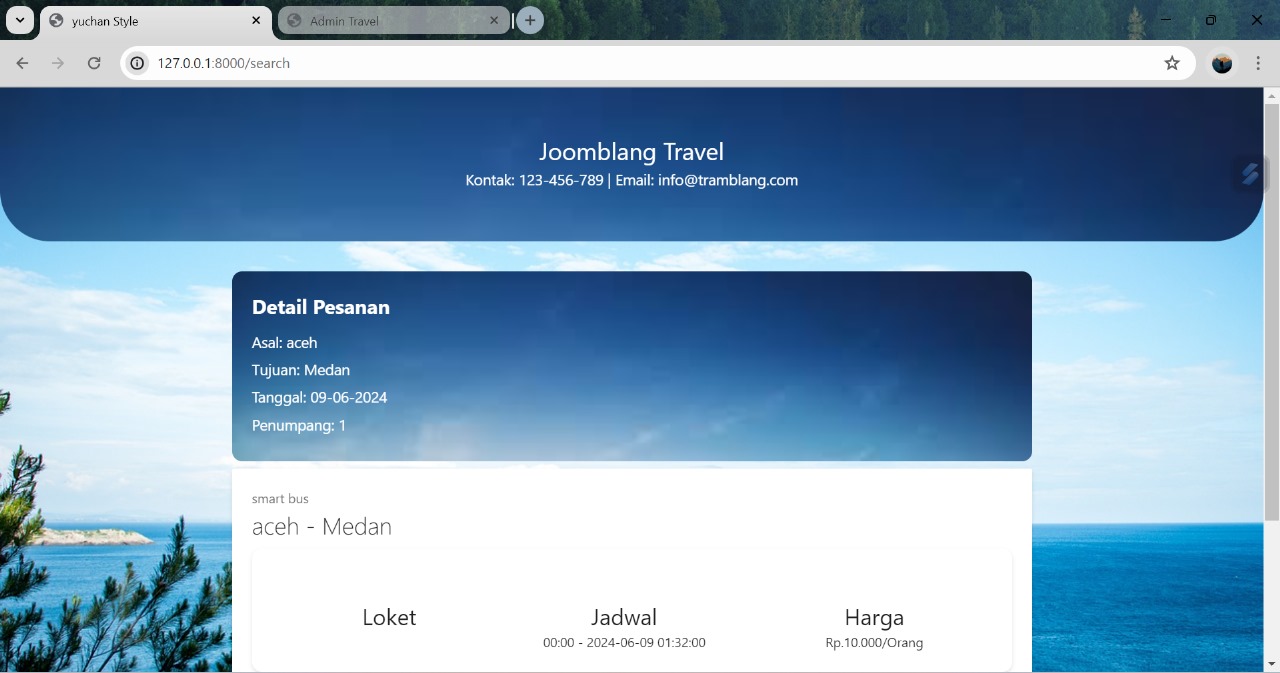 yuchan Style
Admin Travel
127.0.0.1:8000/search
Joomblang Travel
Kontak: 123-456-789 | Email: info@tramblang.com
Detail Pesanan
Asal: aceh
Tujuan: Medan
Tanggal: 09-06-2024
Penumpang: 1
smart bus
aceh - Medan
Loket
Jadwal
Harga
00:00 - 2024-06-09 01:32:00
Rp.10.000/Orang